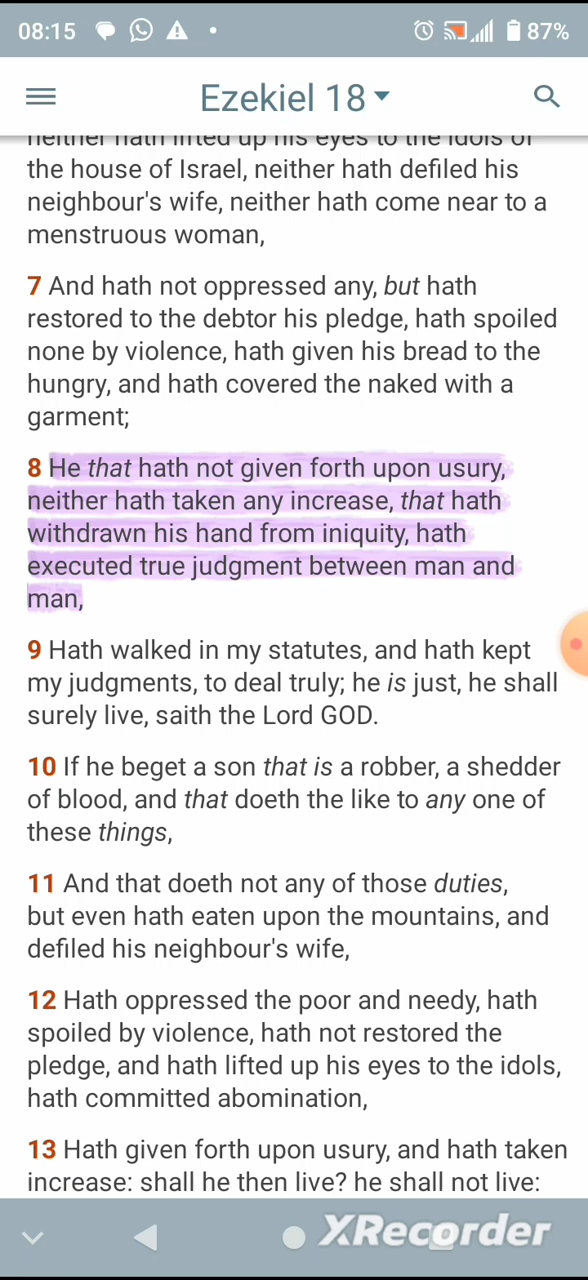 08:15
87%
Ezekiel 18
neither hath lifted up his eyes to the idols of
the house of Israel, neither hath defiled his
neighbour's wife, neither hath come near to a
menstruous woman,
7 And hath not oppressed any, but hath
restored to the debtor his pledge, hath spoiled
none by violence, hath given his bread to the
hungry, and hath covered the naked with a
garment;
8 He that hath not given forth upon usury,
neither hath taken any increase, that hath
withdrawn his hand from iniquity, hath
executed true judgment between man and
man,
9 Hath walked in my statutes, and hath kept
my judgments, to deal truly; he is just, he shall
surely live, saith the Lord GOD.
10 If he beget a son that is a robber, a shedder
of blood, and that doeth the like to any one of
these things,
11 And that doeth not any of those duties,
but even hath eaten upon the mountains, and
defiled his neighbour's wife,
12 Hath oppressed the poor and needy, hath
spoiled by violence, hath not restored the
pledge, and hath lifted up his eyes to the idols,
hath committed abomination,
13 Hath given forth upon usury, and hath taken
increase: shall he then live? he shall not live:
XRecorder